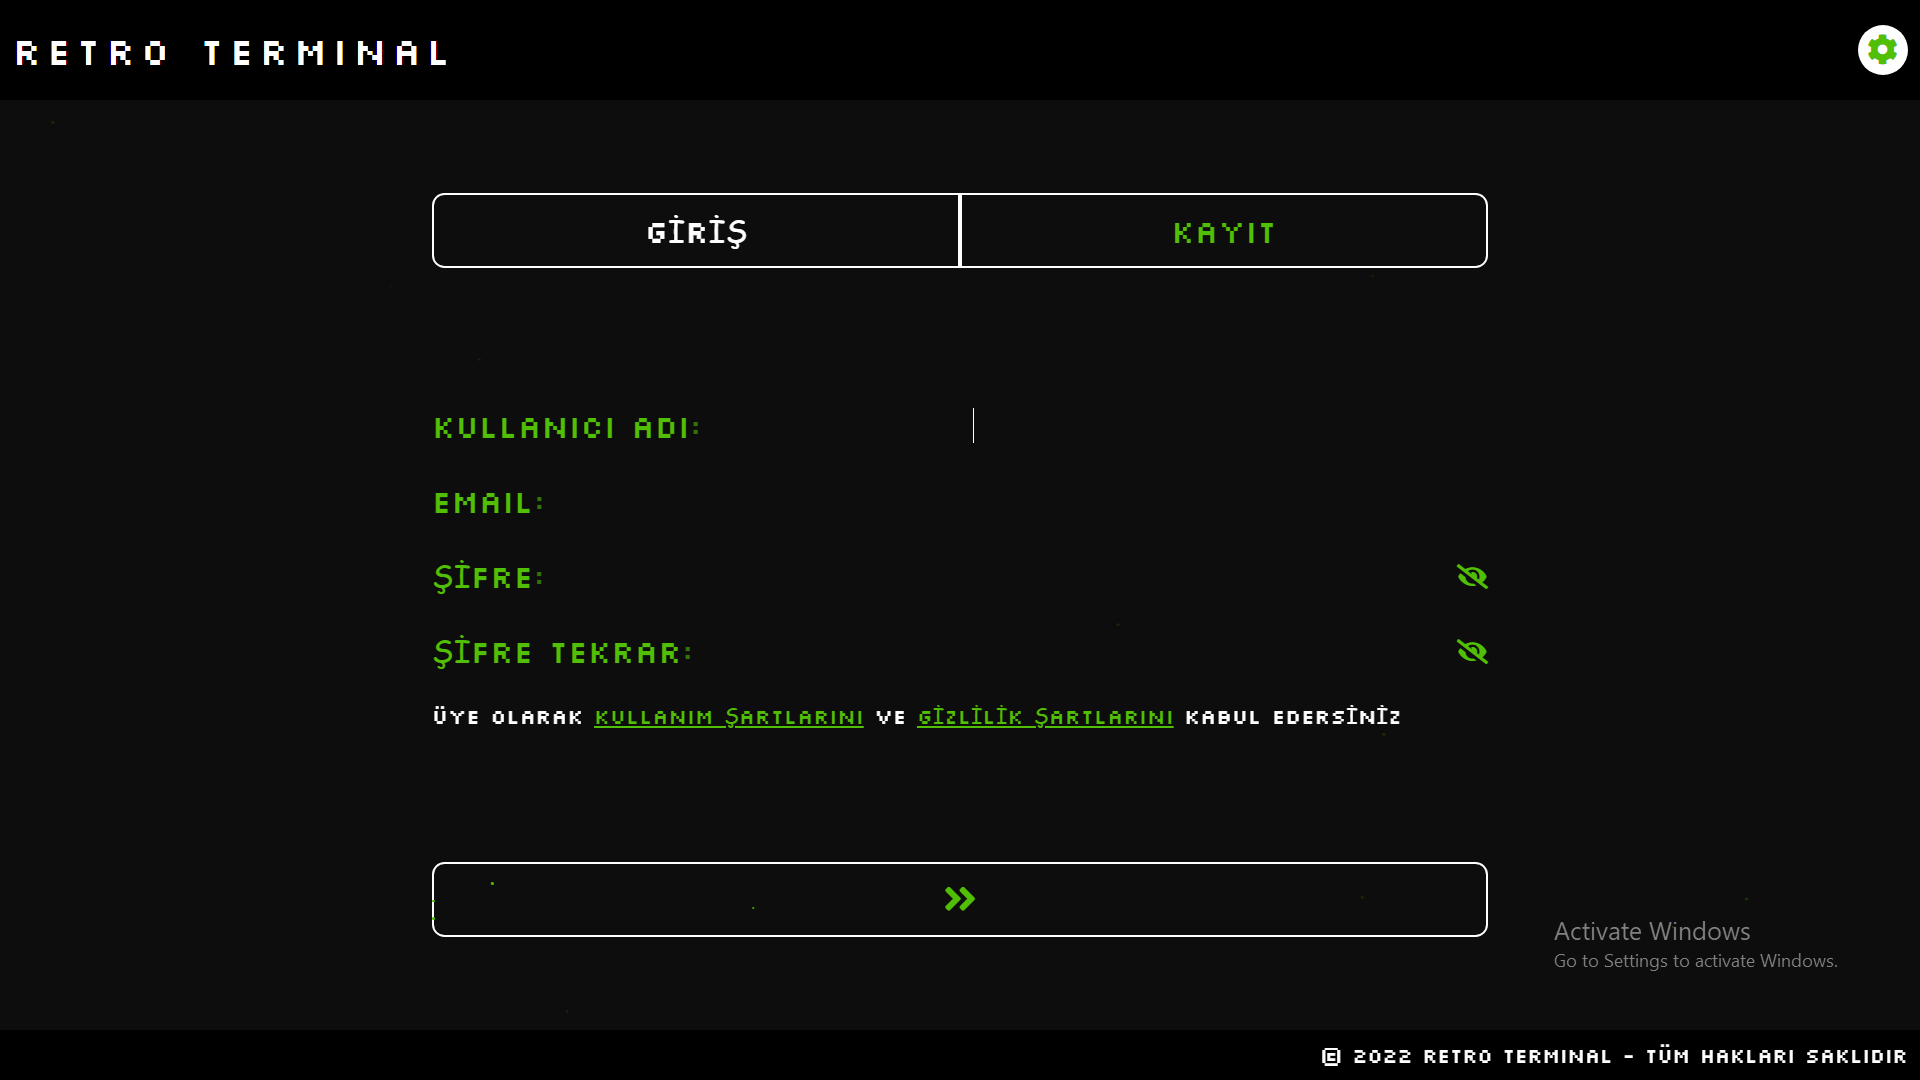 RETRO TERMINAL
GİRİŞ
KAYIT
KULLANICI ADI:
EMAIL:
ŞİFRE:
ŞİFRE TEKRAR:
ÜYE OLARAK KULLANIM ŞARTLARINI VE GİZLİLİK ŞARTLARINI KABUL EDERSİNİZ
Activate Windows
Go to Settings to activate Windows.
© 2022 RETRO TERMINAL - TÜM HAKLARI SAKLIDIR